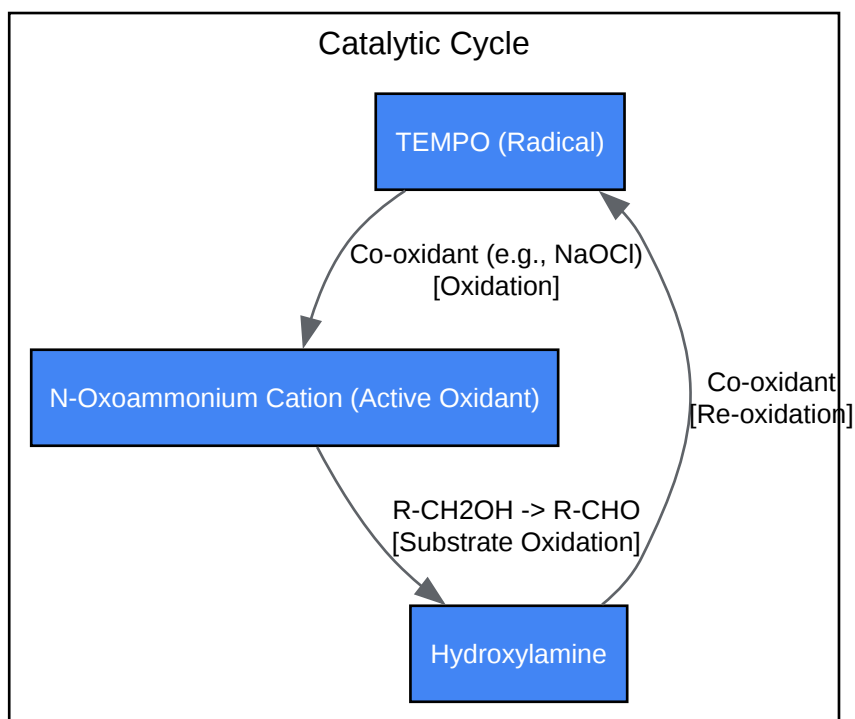 Catalytic Cycle
TEMPO (Radical)
Co-oxidant (e.g., NaOCl)
[Oxidation]
N-Oxoammonium Cation (Active Oxidant)
Co-oxidant
[Re-oxidation]
R-CH2OH -> R-CHO
[Substrate Oxidation]
Hydroxylamine